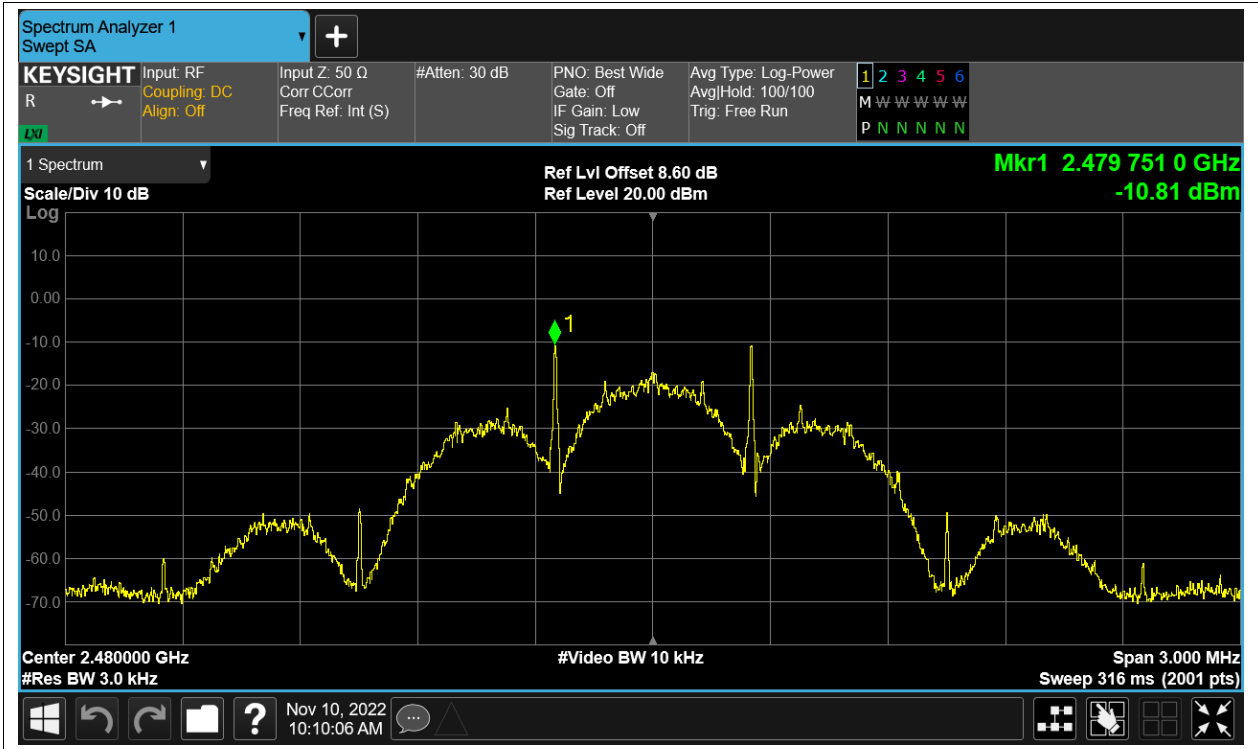 Spectrum Analyzer 1
Swept SA
KEYSIGHT
R
LXI
Input: RF
Coupling: DC
Align: Off
Input Z: 50 Ω
Corr CCorr
Freq Ref: Int (S)
#Atten: 30 dB
PNO: Best Wide
Gate: Off
IF Gain: Low
Sig Track: Off
Avg Type: Log-Power
Avg|Hold: 100/100
Trig: Free Run
1 2 3 4 5 6
M W W W W W
P N N N N N
1 Spectrum
Scale/Div 10 dB
Log
Ref Lvl Offset 8.60 dB
Ref Level 20.00 dBm
Mkr1 2.479 751 0 GHz
-10.81 dBm
10.0
0.00
-10.0
-20.0
-30.0
-40.0
-50.0
-60.0
-70.0
1
Center 2.480000 GHz
#Res BW 3.0 kHz
#Video BW 10 kHz
Span 3.000 MHz
Sweep 316 ms (2001 pts)
?
Nov 10, 2022
10:10:06 AM